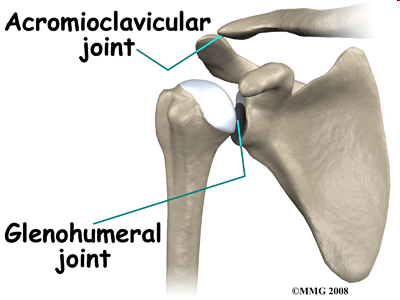 Acromioclavicular
joint
Glenohumeral
joint
©MMG 2008